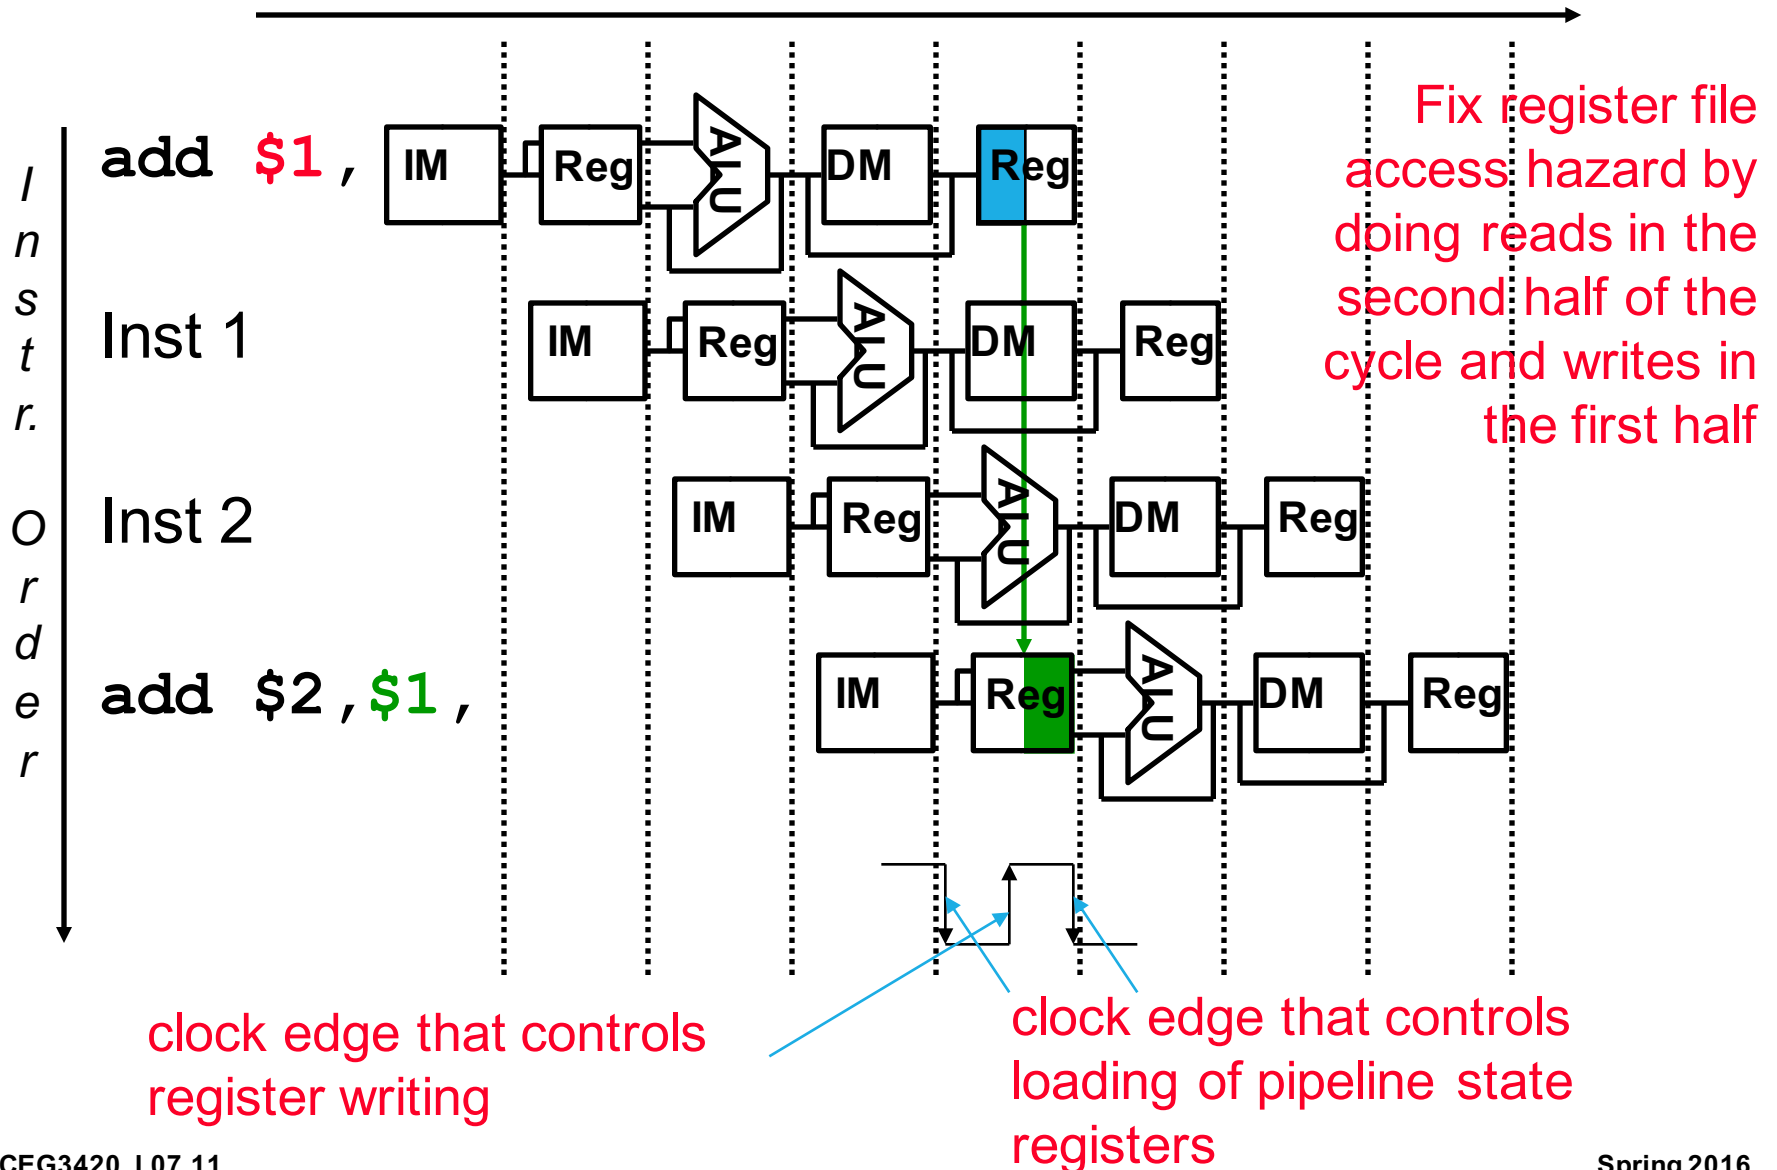 Instr. Order
add $1,
IM Reg ALU DM Reg
Fix register file
access hazard by
doing reads in the
second half of the
cycle and writes in
the first half
Inst 1
IM Reg ALU DM Reg
Inst 2
IM Reg ALU DM Reg
add $2,$1,
IM Reg ALU DM Reg
clock edge that controls
register writing
clock edge that controls
loading of pipeline state
registers
CEG3420 L07.11
Spring 2016